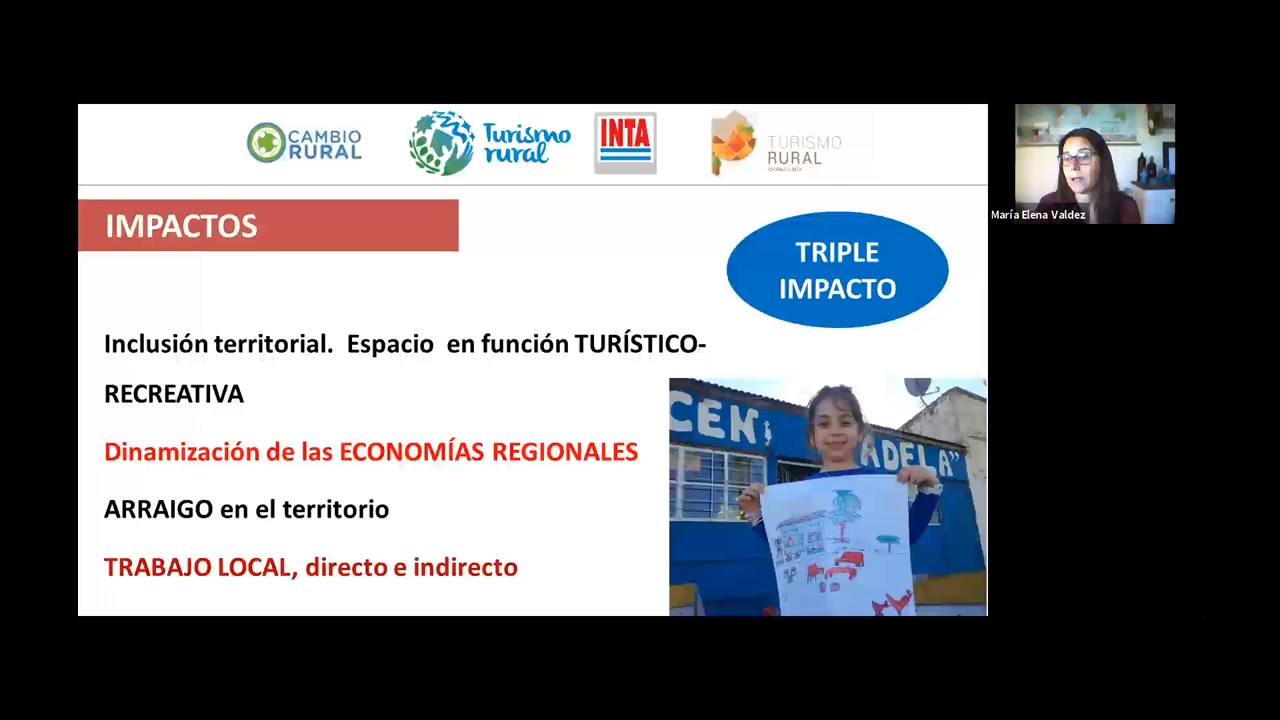 CAMBIO
RURAL
Turismo
rural
INTA
TURISMO
RURAL
IMPACTOS
TRIPLE
IMPACTO
María Elena Valdez
Inclusión territorial.  Espacio  en función TURÍSTICO-
RECREATIVA
Dinamización de las ECONOMÍAS REGIONALES
ARRAIGO en el territorio
TRABAJO LOCAL, directo e indirecto
ADELA”